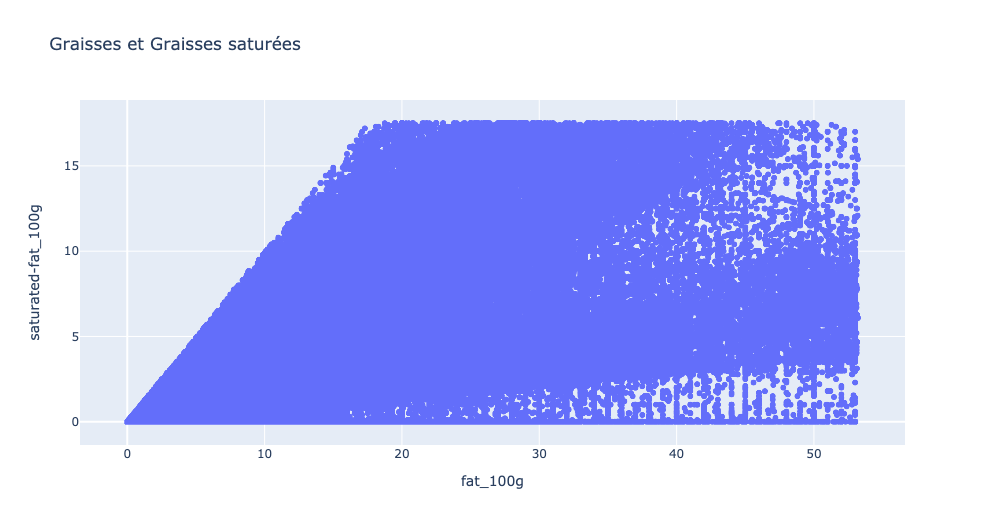 Graisses et Graisses saturées
saturated-fat_100g
15
10
5
0
0 10 20 30 40 50
fat_100g